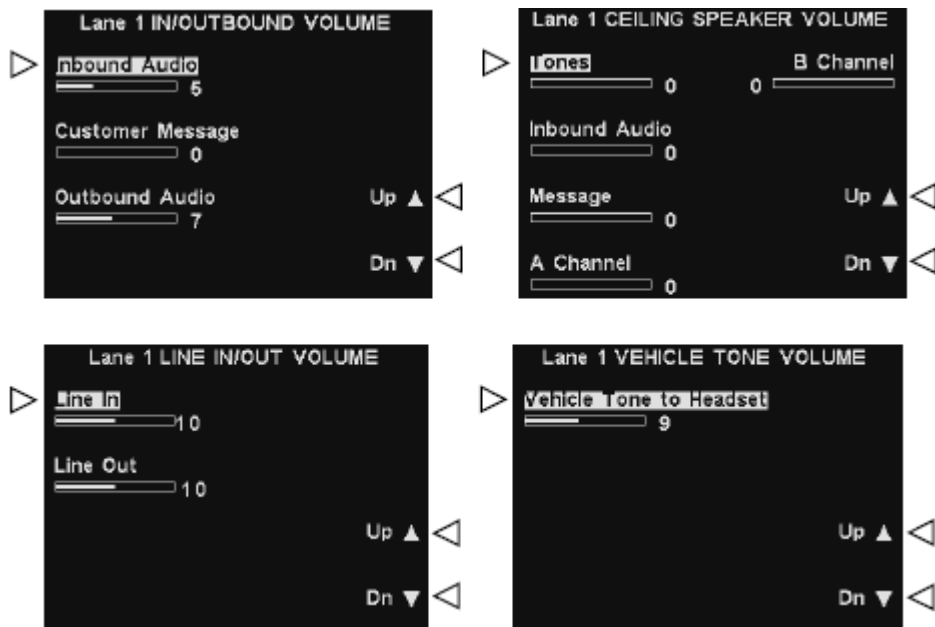 Lane 1 IN/OUTBOUND VOLUME
Inbound Audio
5
Customer Message
0
Outbound Audio
7
Up ▲
Dn ▼
Lane 1 CEILING SPEAKER VOLUME
Tones
0
B Channel
0
Inbound Audio
0
Message
0
A Channel
0
Up ▲
Dn ▼
Lane 1 LINE IN/OUT VOLUME
Line In
10
Line Out
10
Up ▲
Dn ▼
Lane 1 VEHICLE TONE VOLUME
Vehicle Tone to Headset
9
Up ▲
Dn ▼